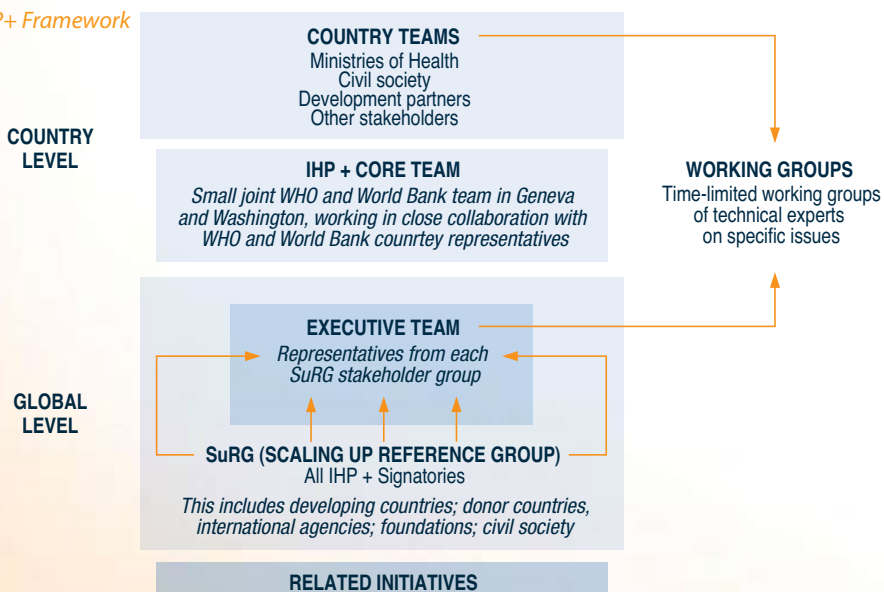 P+ Framework
COUNTRY TEAMS
Ministries of Health
Civil society
Development partners
Other stakeholders
COUNTRY
LEVEL
IHP + CORE TEAM
Small joint WHO and World Bank team in Geneva
and Washington, working in close collaboration with
WHO and World Bank counrtey representatives
WORKING GROUPS
Time-limited working groups
of technical experts
on specific issues
EXECUTIVE TEAM
Representatives from each
SuRG stakeholder group
GLOBAL
LEVEL
SuRG (SCALING UP REFERENCE GROUP)
All IHP + Signatories
This includes developing countries; donor countries,
international agencies; foundations; civil society
RELATED INITIATIVES